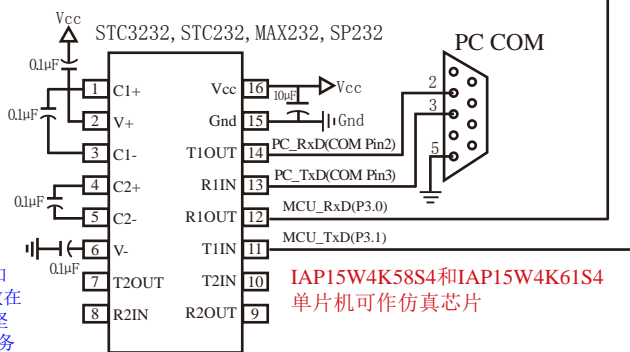 Vcc
STC3232, STC232, MAX232, SP232
PC COM
0.1μF
0.1μF
1 C1+ Vcc 16 Vcc
10μF
2 V+ Gnd 15 Gnd
3 C1- T1OUT 14 PC_RxD(COM Pin2)
4 C2+ R1IN 13 PC_TxD(COM Pin3)
0.1μF
5 C2- R1OUT 12 MCU_RxD(P3.0)
6 V- T1IN 11 MCU_TxD(P3.1)
0.1μF
7 T2OUT T2IN 10
8 R2IN R2OUT 9
2
3
5
IAP15W4K58S4和IAP15W4K61S4
单片机可作仿真芯片
和
在
务